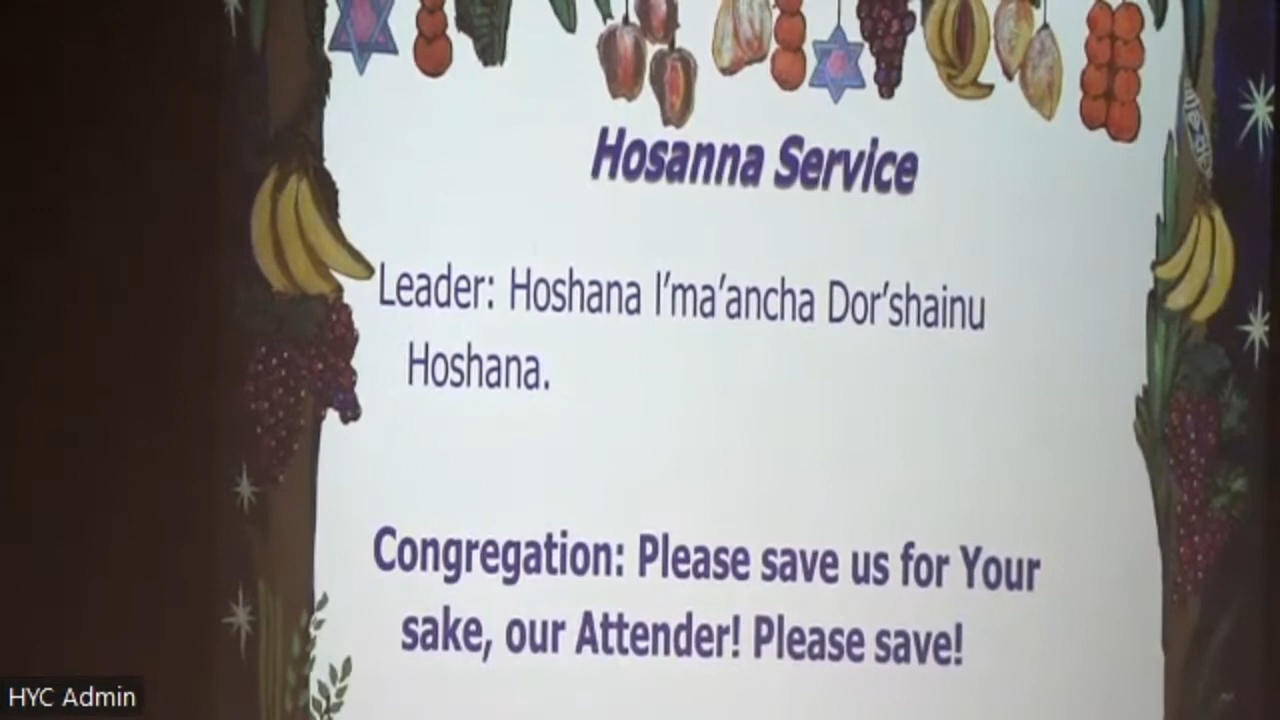 Hosanna Service
Leader: Hoshana l’ma’ancha Dor’shainu
Hoshana.
Congregation: Please save us for Your
sake, our Attender! Please save!
HYC Admin